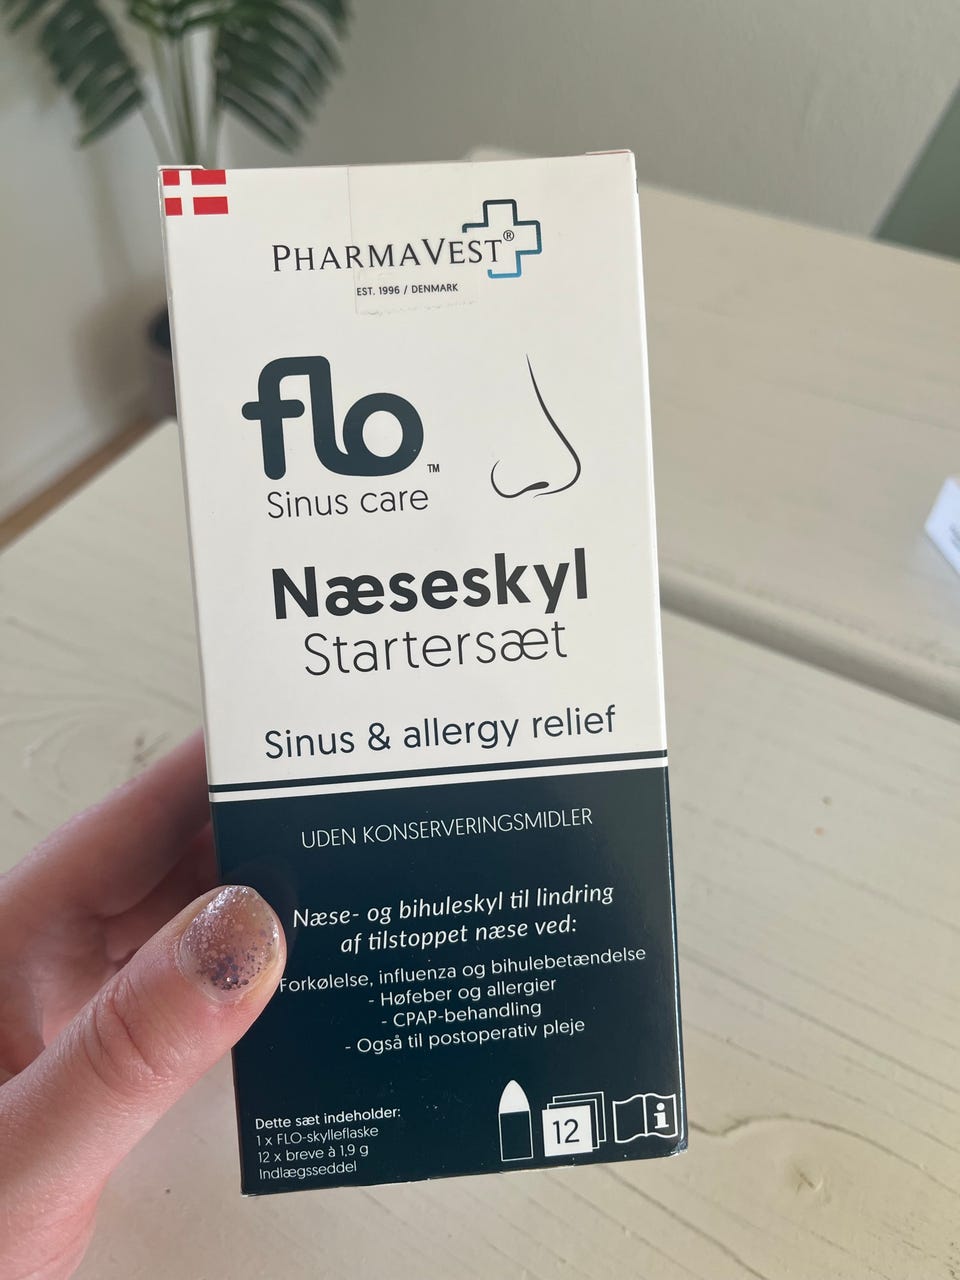 PHARMAVEST®
EST. 1996 / DENMARK
flo™
Sinus care
Næseskyl
Startersæt
Sinus & allergy relief
UDEN KONSERVERINGSMIDLER
Næse- og bihuleskyl til lindring
af tilstoppet næse ved:
Forkølelse, influenza og bihulebetændelse
- Høfeber og allergier
- CPAP-behandling
- Også til postoperativ pleje
Dette sæt indeholder:
1 x FLO-skylleflaske
12 x breve à 1,9 g
Indlægsseddel
12
i